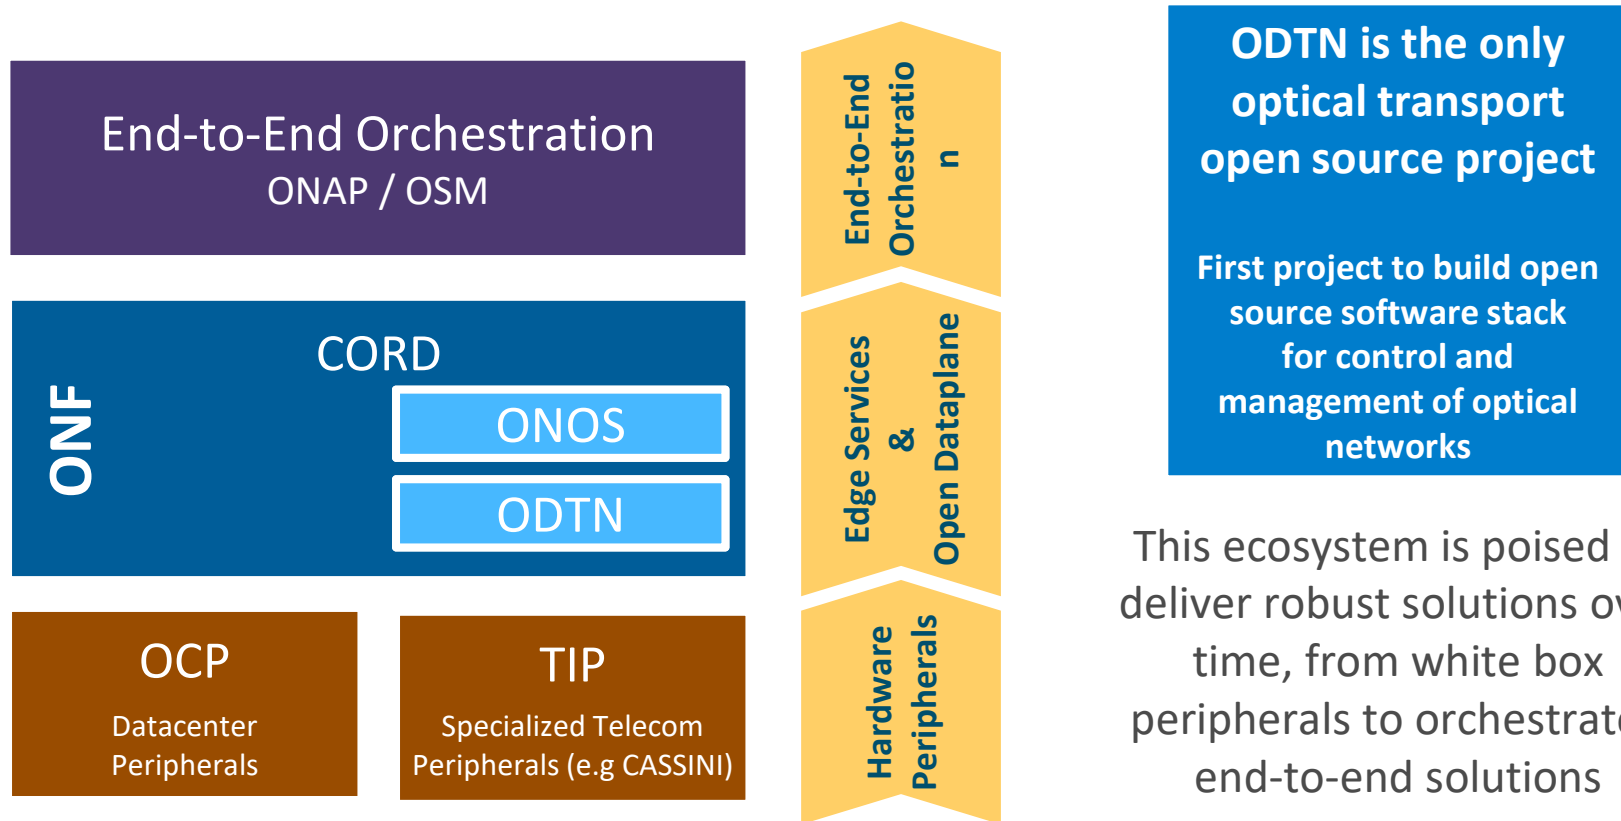 End-to-End Orchestration
ONAP / OSM
ONF
CORD
ONOS
ODTN
OCP
Datacenter
Peripherals
TIP
Specialized Telecom
Peripherals (e.g CASSINI)
End-to-End
Orchestratio
n
Edge Services
&
Open Dataplane
Hardware
Peripherals
ODTN is the only
optical transport
open source project
First project to build open
source software stack
for control and
management of optical
networks
This ecosystem is poised
deliver robust solutions
time, from white box
peripherals to
end-to-end solutions